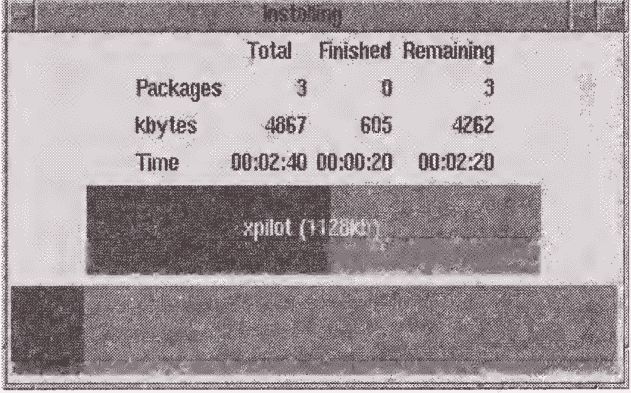 Installing
Total Finished Remaining
Packages 3 0 3
kbytes 4867 605 4262
Time 00:02:40 00:00:20 00:02:20
xpilot (1128kb)